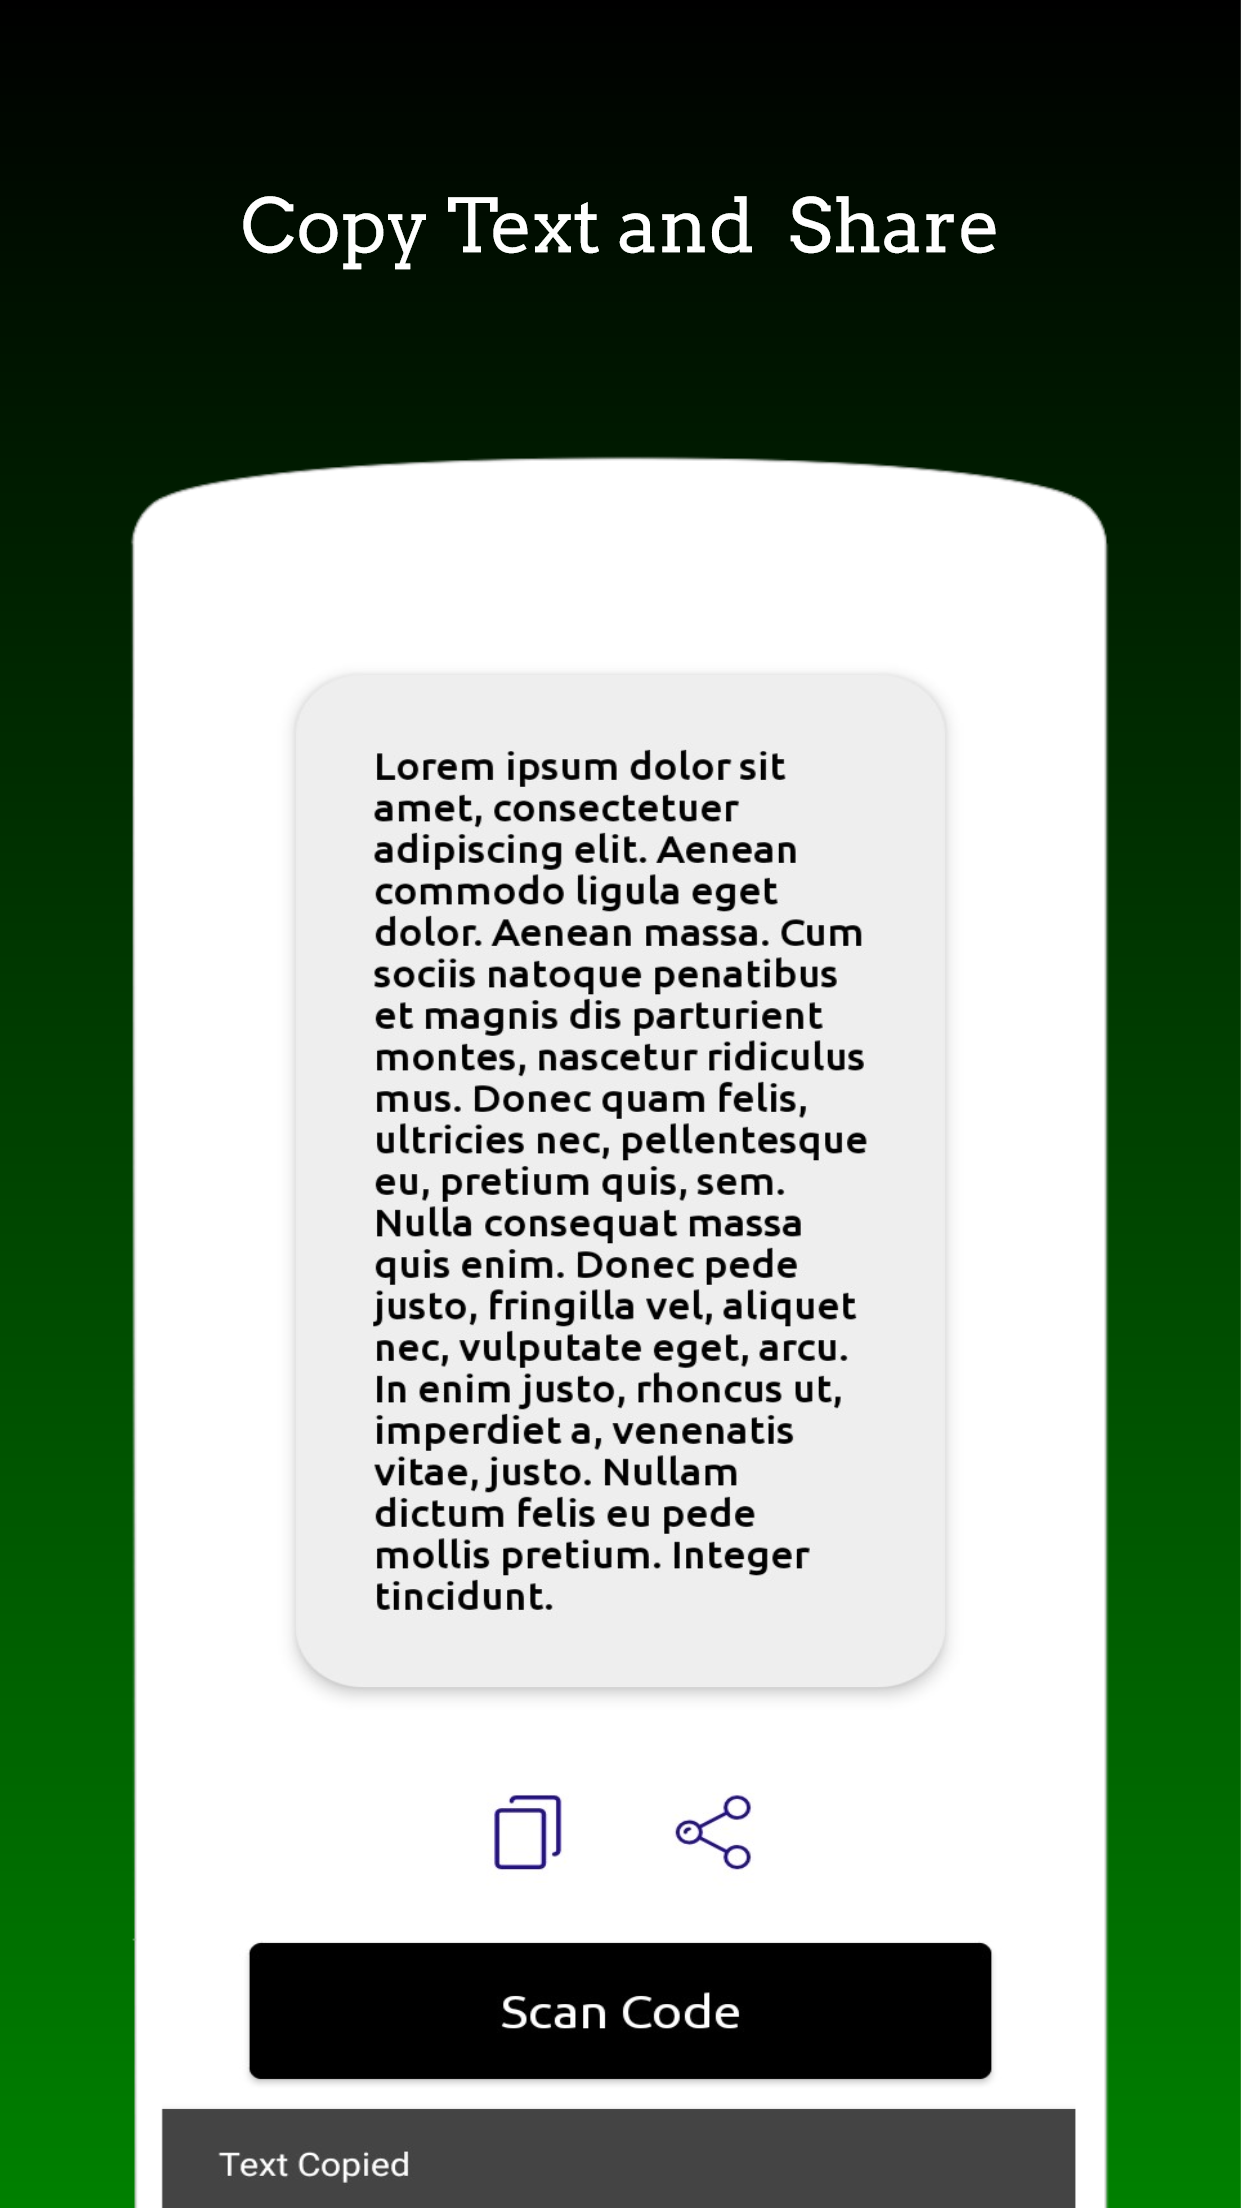 Copy Text and Share
Lorem ipsum dolor sit
amet, consectetuer
adipiscing elit. Aenean
commodo ligula eget
dolor. Aenean massa. Cum
sociis natoque penatibus
et magnis dis parturient
montes, nascetur ridiculus
mus. Donec quam felis,
ultricies nec, pellentesque
eu, pretium quis, sem.
Nulla consequat massa
quis enim. Donec pede
justo, fringilla vel, aliquet
nec, vulputate eget, arcu.
In enim justo, rhoncus ut,
imperdiet a, venenatis
vitae, justo. Nullam
dictum felis eu pede
mollis pretium. Integer
tincidunt.
Scan Code
Text Copied